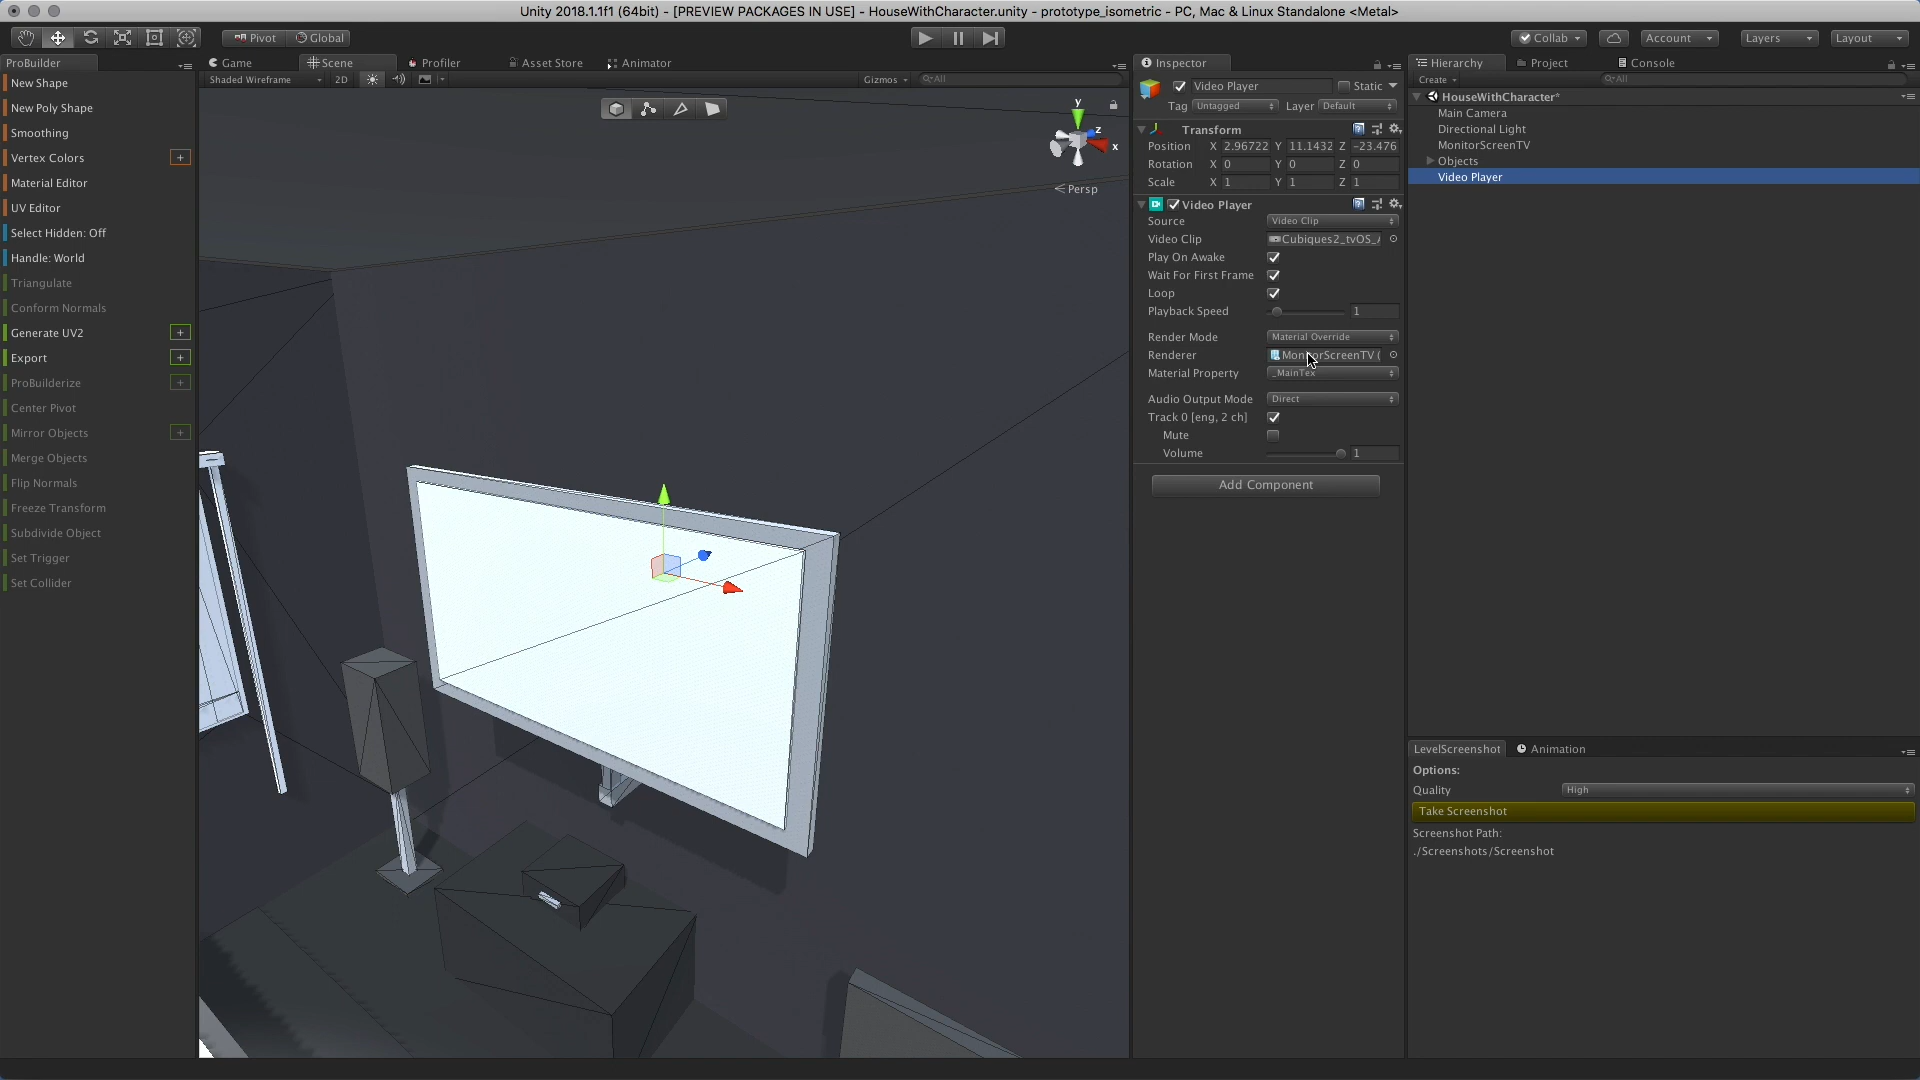 Unity 2018.1.1f1 (64bit) - [PREVIEW PACKAGES IN USE] - HouseWithCharacter.unity - prototype_isometric - PC, Mac & Linux Standalone <Metal>
Pivot Global
Collab Account Layers Layout
ProBuilder
New Shape
New Poly Shape
Smoothing
Vertex Colors +
Material Editor
UV Editor
Select Hidden: Off
Handle: World
Triangulate
Conform Normals
Generate UV2 +
Export +
ProBuilderize +
Center Pivot
Mirror Objects +
Merge Objects
Flip Normals
Freeze Transform
Subdivide Object
Set Trigger
Set Collider
Game Scene Profiler Asset Store Animator
Shaded Wireframe 2D Gizmos All
y
z
x
Persp
Inspector
Video Player Static
Tag Untagged Layer Default
Transform
Position X 2.96722 Y 11.1432 Z -23.476
Rotation X 0 Y 0 Z 0
Scale X 1 Y 1 Z 1
Video Player
Source Video Clip
Video Clip Cubiques2_tvOS_
Play On Awake
Wait For First Frame
Loop
Playback Speed 1
Render Mode Material Override
Renderer MonitorScreenTV (
Material Property _MainTex
Audio Output Mode Direct
Track 0 [eng, 2 ch]
Mute
Volume 1
Add Component
Hierarchy Project Console
Create All
HouseWithCharacter*
Main Camera
Directional Light
MonitorScreenTV
Objects
Video Player
LevelScreenshot Animation
Options:
Quality High
Take Screenshot
Screenshot Path:
./Screenshots/Screenshot